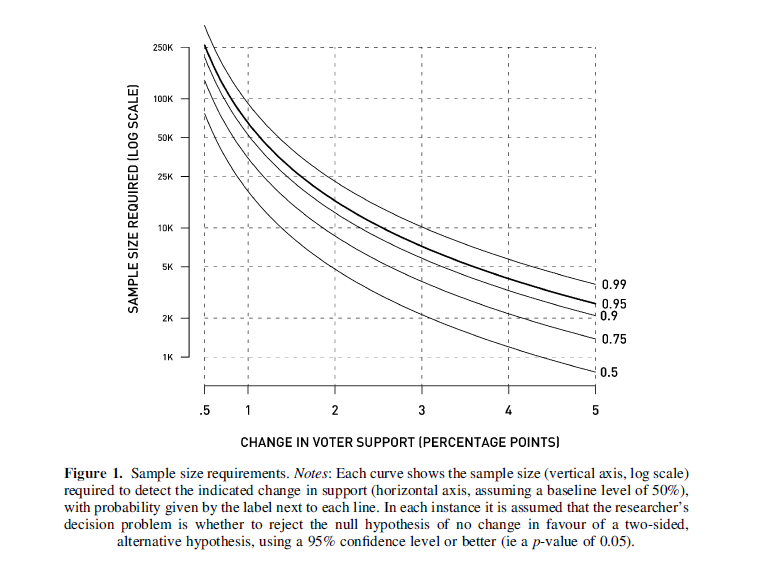 250K
100K
50K
25K
10K
5K
2K
1K
SAMPLE SIZE REQUIRED (LOG SCALE)
0.99
0.95
0.9
0.75
0.5
.5 1 2 3 4 5
CHANGE IN VOTER SUPPORT (PERCENTAGE POINTS)
Figure 1. Sample size requirements. Notes: Each curve shows the sample size (vertical axis, log scale)
required to detect the indicated change in support (horizontal axis, assuming a baseline level of 50%),
with probability given by the label next to each line. In each instance it is assumed that the researcher's
decision problem is whether to reject the null hypothesis of no change in favour of a two-sided,
alternative hypothesis, using a 95% confidence level or better (ie a p-value of 0.05).